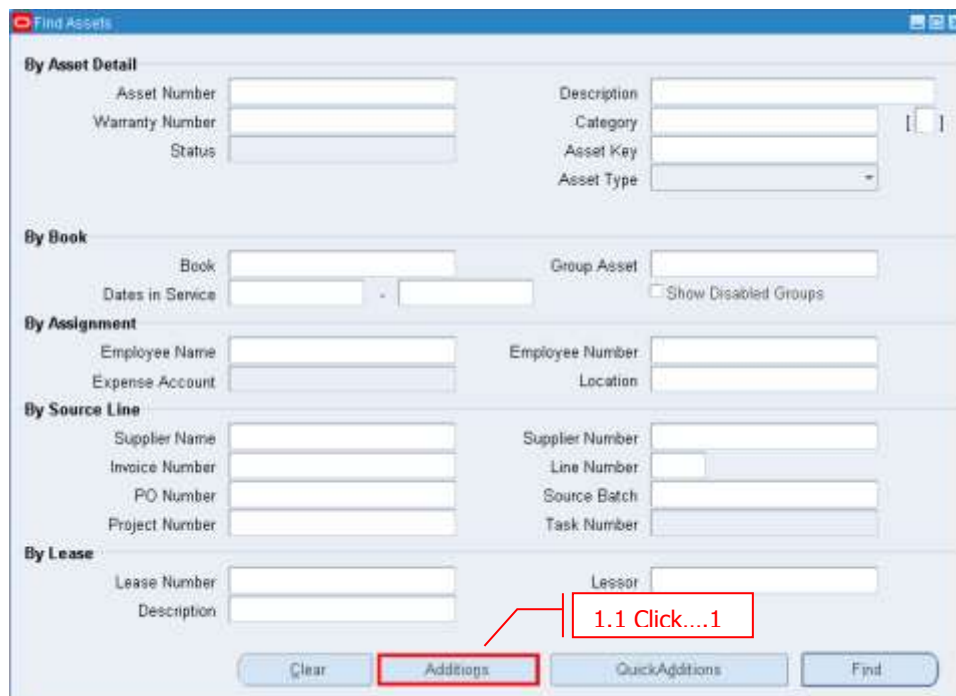 Find Assets
By Asset Detail
Asset Number Description
Warranty Number Category [ ]
Status Asset Key
Asset Type
By Book
Book Group Asset
Dates in Service - Show Disabled Groups
By Assignment
Employee Name Employee Number
Expense Account Location
By Source Line
Supplier Name Supplier Number
Invoice Number Line Number
PO Number Source Batch
Project Number Task Number
By Lease
Lease Number Lessor
Description
1.1 Click....1
Clear Additions QuickAdditions Find